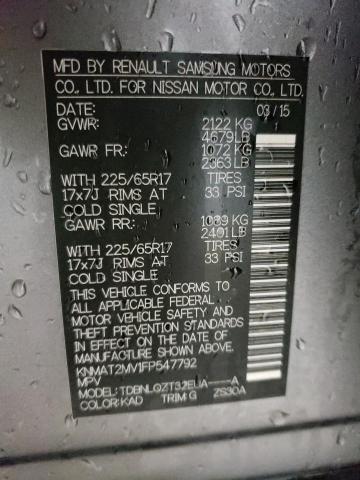 MFD BY RENAULT SAMSUNG MOTORS
CO., LTD. FOR NISSAN MOTOR CO., LTD.
DATE: 03/15
GVWR: 2122 KG
4679 LB
GAWR FR: 1072 KG
2363 LB
WITH 225/65R17 TIRES
17x7J RIMS AT 33 PSI
COLD SINGLE
GAWR RR: 1089 KG
2401 LB
WITH 225/65R17 TIRES
17x7J RIMS AT 33 PSI
COLD SINGLE
THIS VEHICLE CONFORMS TO
ALL APPLICABLE FEDERAL
MOTOR VEHICLE SAFETY
AND THEFT PREVENTION STANDARDS
IN EFFECT ON THE DATE OF
MFR SHOWN ABOVE.
KNMAT2MV1FP547792
MPV
MODEL: TDBNLQZT32EUA-----A
COLOR: KAD TRIM G ZS30A